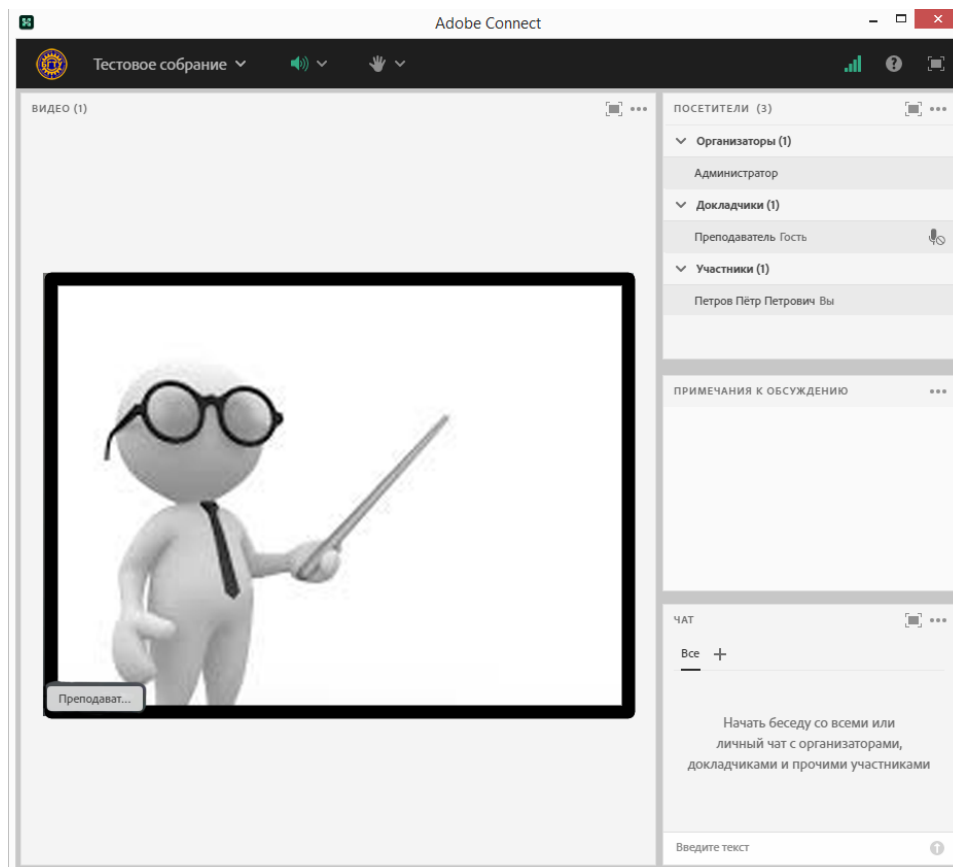 Adobe Connect
Тестовое собрание
ВИДЕО (1)
Преподават...
ПОСЕТИТЕЛИ (3)
Организаторы (1)
Администратор
Докладчики (1)
Преподаватель Гость
Участники (1)
Петров Пётр Петрович Вы
ПРИМЕЧАНИЯ К ОБСУЖДЕНИЮ
ЧАТ
Все
Начать беседу со всеми или
личный чат с организаторами,
докладчиками и прочими участниками
Введите текст